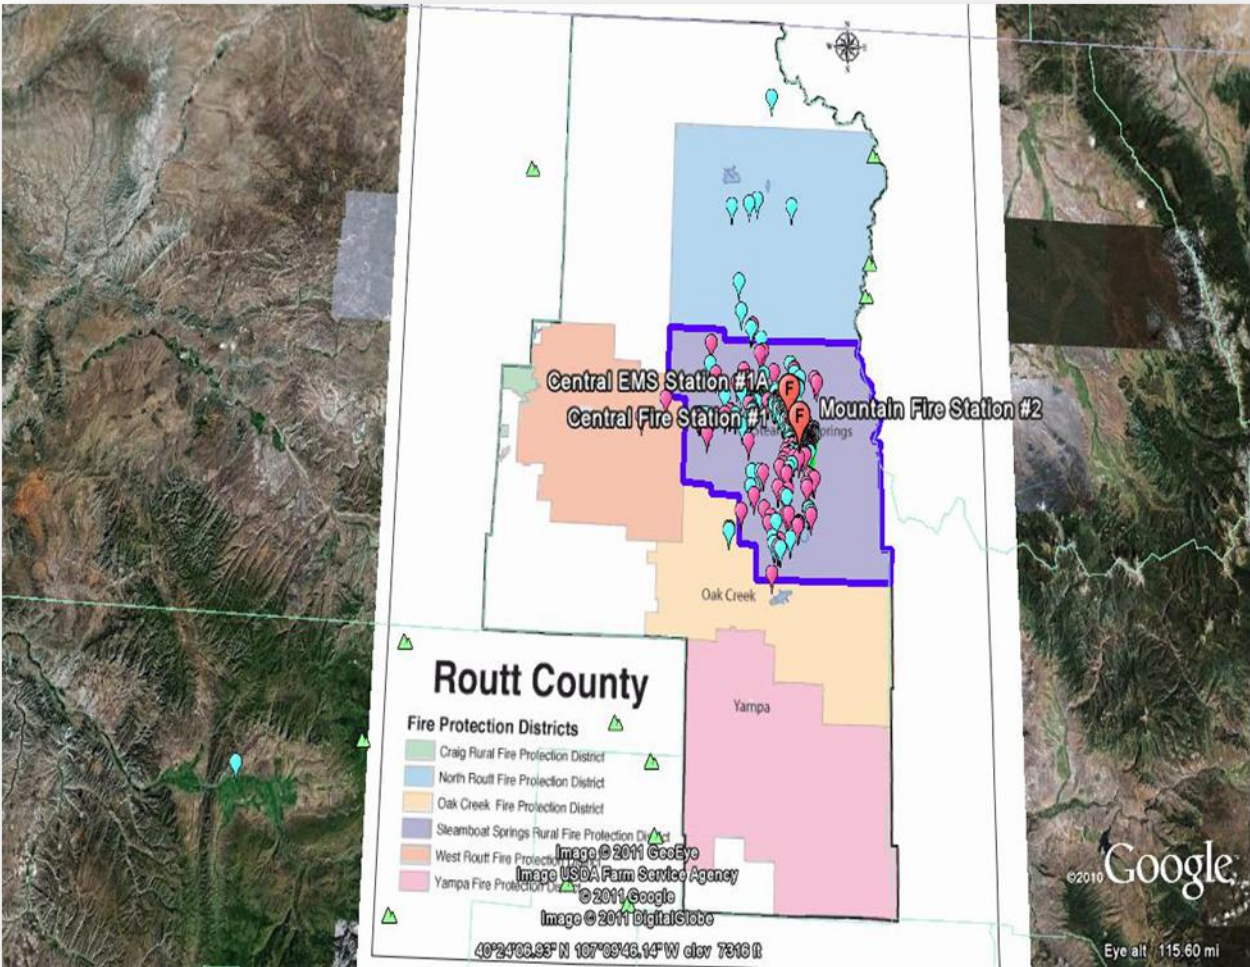 N
W E
S
Central EMS Station #1A
Central Fire Station #1
Mountain Fire Station #2
F
F
Springs
Oak Creek
Yampa
Routt County
Fire Protection Districts
Craig Rural Fire Protection District
North Routt Fire Protection District
Oak Creek Fire Protection District
Steamboat Springs Rural Fire Protection District
West Routt Fire Protection District
Yampa Fire Protection District
Image © 2011 GeoEye
Image USDA Farm Service Agency
© 2011 Google
Image © 2011 DigitalGlobe
40°24'06.93" N 107°09'46.14" W elev 7316 ft
©2010 Google
Eye alt 115.60 mi